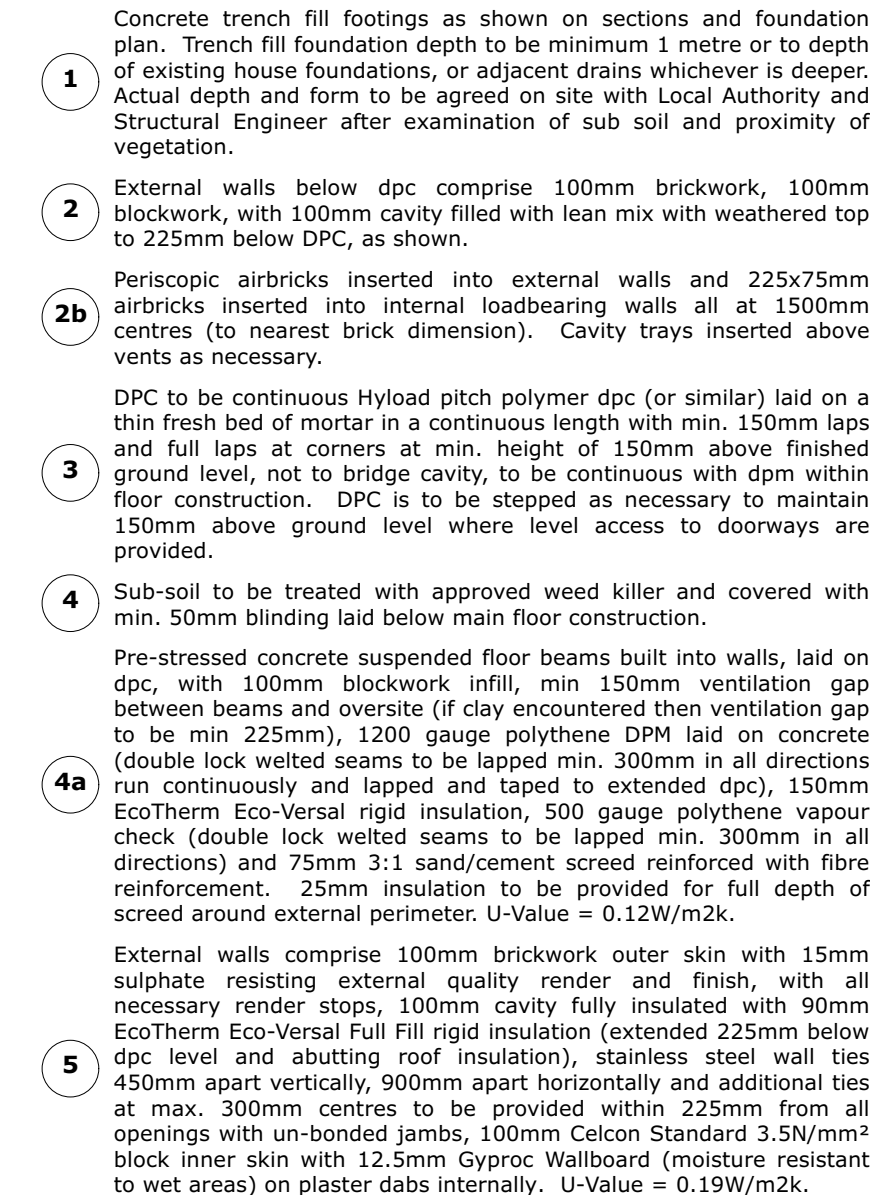 Concrete trench fill footings as shown on sections and foundation
plan. Trench fill foundation depth to be minimum 1 metre or to depth
1
of existing house foundations, or adjacent drains whichever is deeper.
Actual depth and form to be agreed on site with Local Authority and
Structural Engineer after examination of sub soil and proximity of
vegetation.
External walls below dpc comprise 100mm brickwork, 100mm
2
blockwork, with 100mm cavity filled with lean mix with weathered top
to 225mm below DPC, as shown.
Periscopic airbricks inserted into external walls and 225x75mm
2b
airbricks inserted into internal loadbearing walls all at 1500mm
centres (to nearest brick dimension). Cavity trays inserted above
vents as necessary.
DPC to be continuous Hyload pitch polymer dpc (or similar) laid on a
thin fresh bed of mortar in a continuous length with min. 150mm laps
and full laps at corners at min. height of 150mm above finished
3
ground level, not to bridge cavity, to be continuous with dpm within
floor construction. DPC is to be stepped as necessary to maintain
150mm above ground level where level access to doorways are
provided.
4
Sub-soil to be treated with approved weed killer and covered with
min. 50mm blinding laid below main floor construction.
Pre-stressed concrete suspended floor beams built into walls, laid on
dpc, with 100mm blockwork infill, min 150mm ventilation gap
between beams and oversite (if clay encountered then ventilation gap
to be min 225mm), 1200 gauge polythene DPM laid on concrete
(double lock welted seams to be lapped min. 300mm in all directions
4a
run continuously and lapped and taped to extended dpc), 150mm
EcoTherm Eco-Versal rigid insulation, 500 gauge polythene vapour
check (double lock welted seams to be lapped min. 300mm in all
directions) and 75mm 3:1 sand/cement screed reinforced with fibre
reinforcement. 25mm insulation to be provided for full depth of
screed around external perimeter. U-Value = 0.12W/m2k.
External walls comprise 100mm brickwork outer skin with 15mm
sulphate resisting external quality render and finish, with all
necessary render stops, 100mm cavity fully insulated with 90mm
EcoTherm Eco-Versal Full Fill rigid insulation (extended 225mm below
5
dpc level and abutting roof insulation), stainless steel wall ties
450mm apart vertically, 900mm apart horizontally and additional ties
at max. 300mm centres to be provided within 225mm from all
openings with un-bonded jambs, 100mm Celcon Standard 3.5N/mm²
block inner skin with 12.5mm Gyproc Wallboard (moisture resistant
to wet areas) on plaster dabs internally. U-Value = 0.19W/m2k.